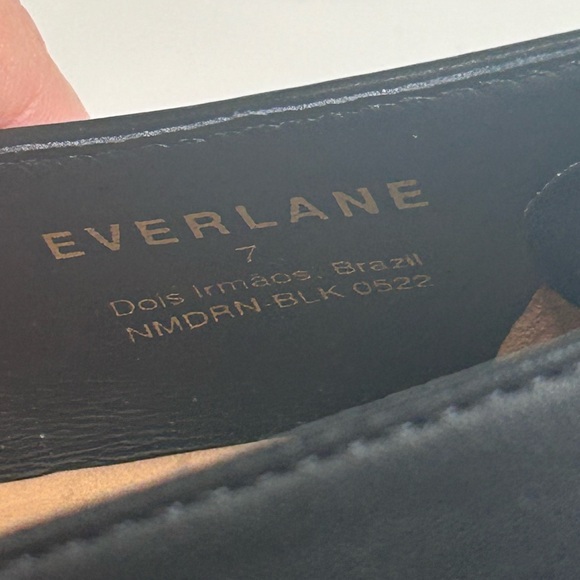 EVERLANE
7
Dois Irmãos, Brazil
NMDRN-BLK 0522